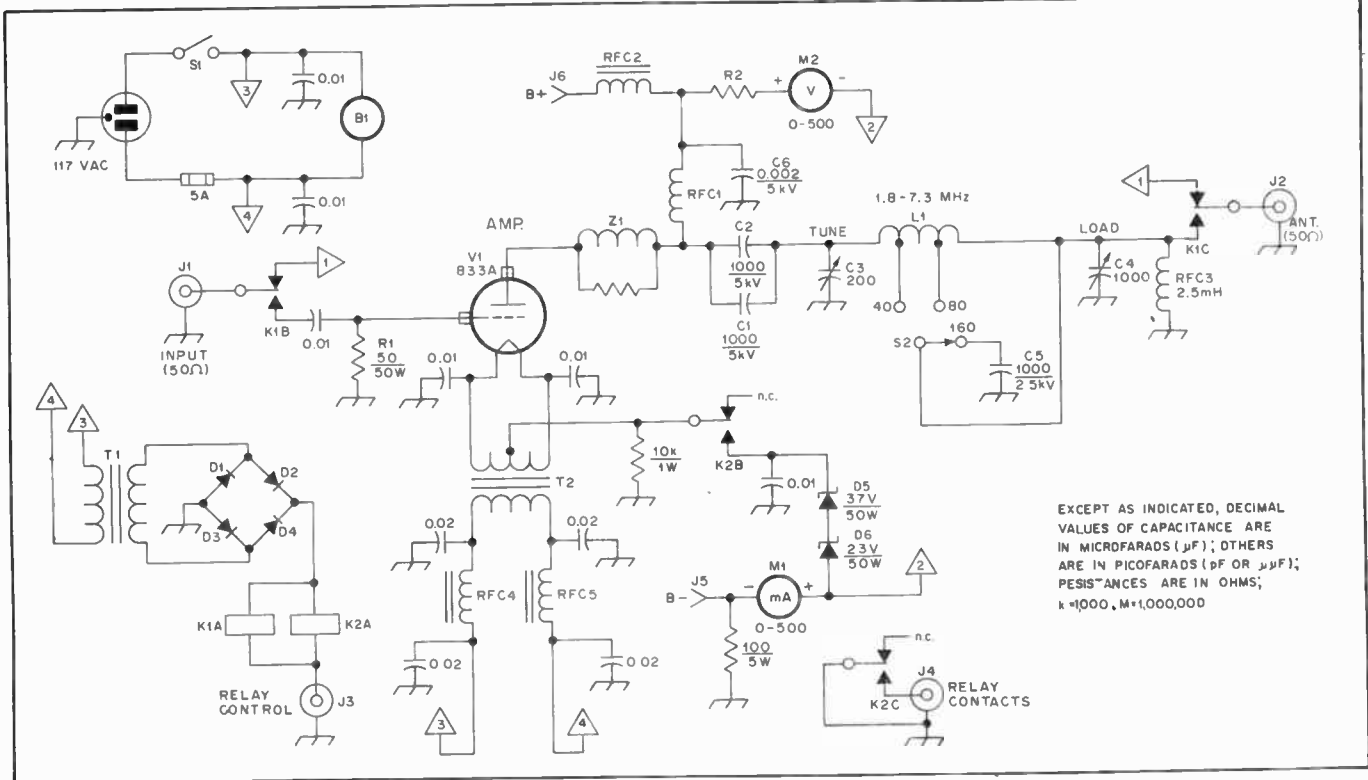 S1
3
0.01
B1
117 VAC
5A
4
0.01
RFC2
J6
B+
R2
M2
+
-
V
0-500
2
RFC1
C6
0.002
5kV
AMP.
V1
833A
Z1
C2
1000
5kV
C1
1000
5kV
TUNE
C3
200
1.8-7.3 MHz
L1
40
80
S2
160
C5
1000
2.5kV
LOAD
C4
1000
RFC3
2.5mH
1
K1C
J2
ANT.
(50Ω)
J1
INPUT
(50Ω)
1
K1B
0.01
R1
50
50W
0.01
0.01
4
3
T1
D1
D2
D3
D4
K1A
K2A
RELAY
CONTROL
J3
T2
0.02
0.02
RFC4
RFC5
0.02
0.02
3
4
10k
1W
n.c.
K2B
0.01
D5
37V
50W
D6
23V
50W
2
J5
B-
-
M1
+
mA
0-500
100
5W
n.c.
K2C
J4
RELAY
CONTACTS
EXCEPT AS INDICATED, DECIMAL
VALUES OF CAPACITANCE ARE
IN MICROFARADS (µF); OTHERS
ARE IN PICOFARADS (pF OR µµF);
RESISTANCES ARE IN OHMS;
k=1,000, M=1,000,000